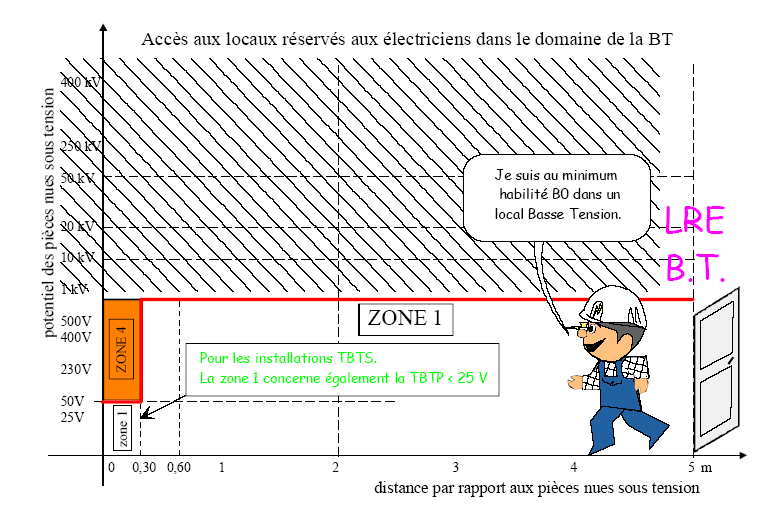 Accès aux locaux réservés aux électriciens dans le domaine de la BT
potentiel des pièces nues sous tension
400 kV
250 kV
50 kV
20 kV
10 kV
1 kV
500V
400V
230V
50V
25V
Je suis au minimum
habilité B0 dans un
local Basse Tension.
LRE
B.T.
ZONE 1
ZONE 4
Pour les installations TBTS.
La zone 1 concerne également la TBTP < 25 V
zone 1
0 0,30 0,60 1 2 3 4 5 m
distance par rapport aux pièces nues sous tension